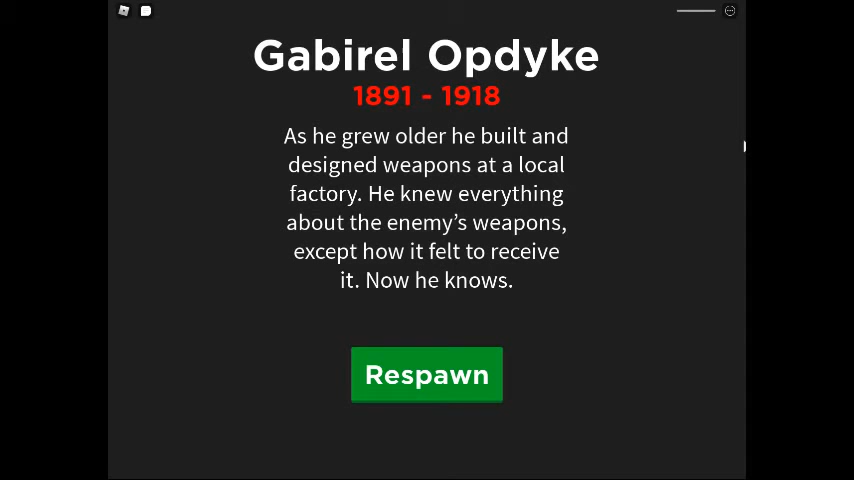 Gabirel Opdyke
1891 - 1918
As he grew older he built and
designed weapons at a local
factory. He knew everything
about the enemy’s weapons,
except how it felt to receive
it. Now he knows.
Respawn